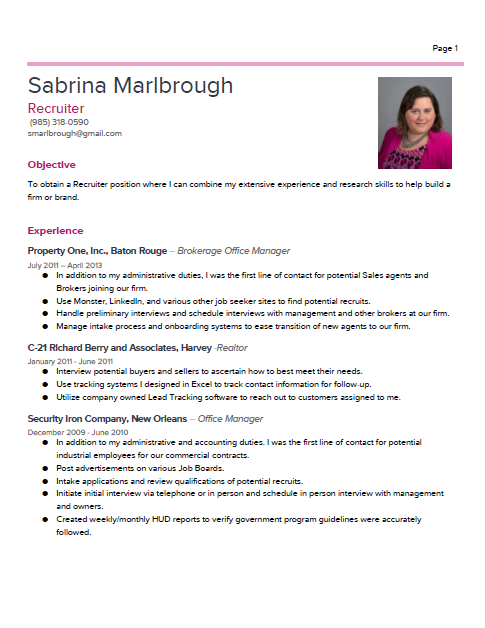 Page 1
Sabrina Marlbrough
Recruiter
(985) 318-0590
smarlbrough@gmail.com
Objective
To obtain a Recruiter position where I can combine my extensive experience and research skills to help build a
firm or brand.
Experience
Property One, Inc., Baton Rouge – Brokerage Office Manager
July 2011 – April 2013
● In addition to my administrative duties, I was the first line of contact for potential Sales agents and
Brokers joining our firm.
● Use Monster, LinkedIn, and various other job seeker sites to find potential recruits.
● Handle preliminary interviews and schedule interviews with management and other brokers at our firm.
● Manage intake process and onboarding systems to ease transition of new agents to our firm.
C-21 Richard Berry and Associates, Harvey -Realtor
January 2011 - June 2011
● Interview potential buyers and sellers to ascertain how to best meet their needs.
● Use tracking systems I designed in Excel to track contact information for follow-up.
● Utilize company owned Lead Tracking software to reach out to customers assigned to me.
Security Iron Company, New Orleans – Office Manager
December 2009 - June 2010
● In addition to my administrative and accounting duties. I was the first line of contact for potential
industrial employees for our commercial contracts.
● Post advertisements on various Job Boards.
● Intake applications and review qualifications of potential recruits.
● Initiate initial interview via telephone or in person and schedule in person interview with management
and owners.
● Created weekly/monthly HUD reports to verify government program guidelines were accurately
followed.